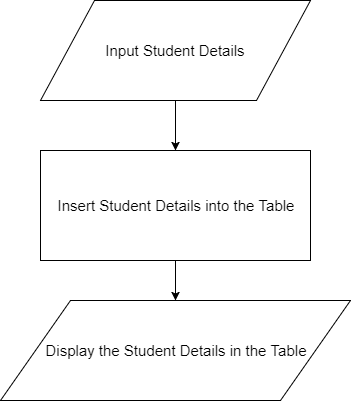 Input Student Details
Insert Student Details into the Table
Display the Student Details in the Table